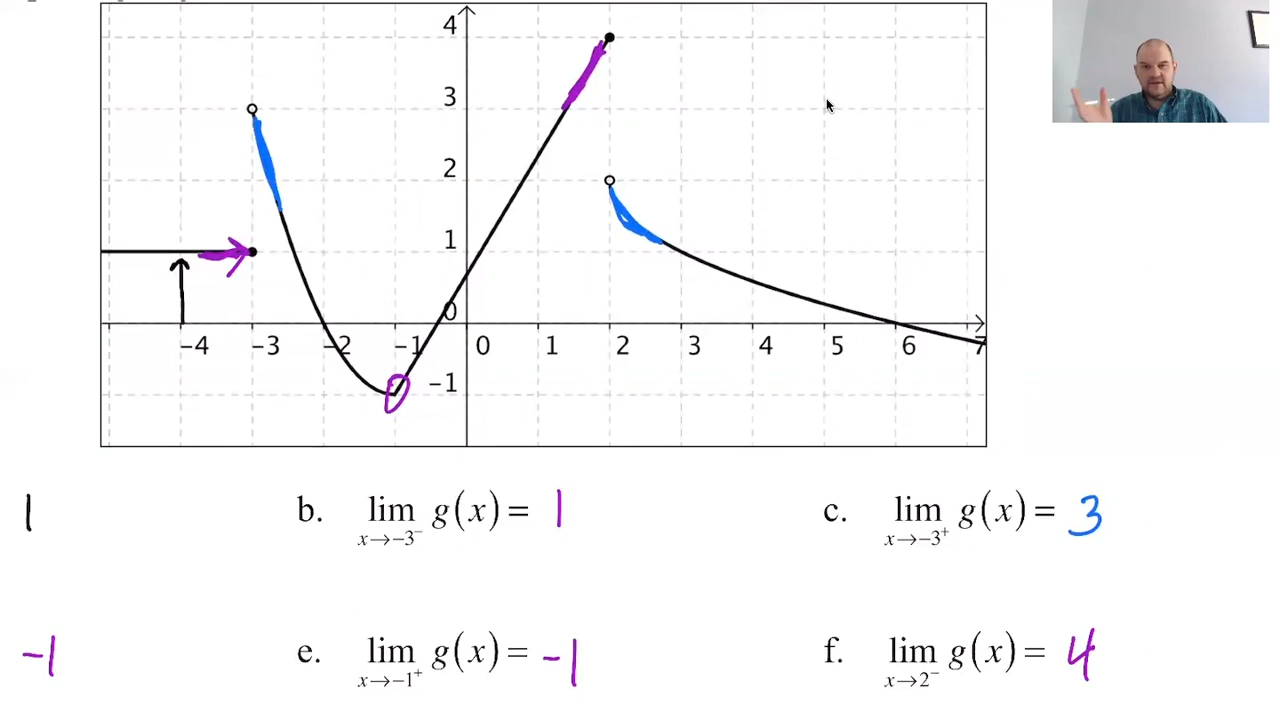 4
3
2
1
0
-4 -3 -2 -1 0 1 2 3 4 5 6 7
-1
1 b. lim g(x) = 1 c. lim g(x) = 3
x→-3⁻ x→-3⁺
-1 e. lim g(x) = -1 f. lim g(x) = 4
x→-1⁺ x→2⁻